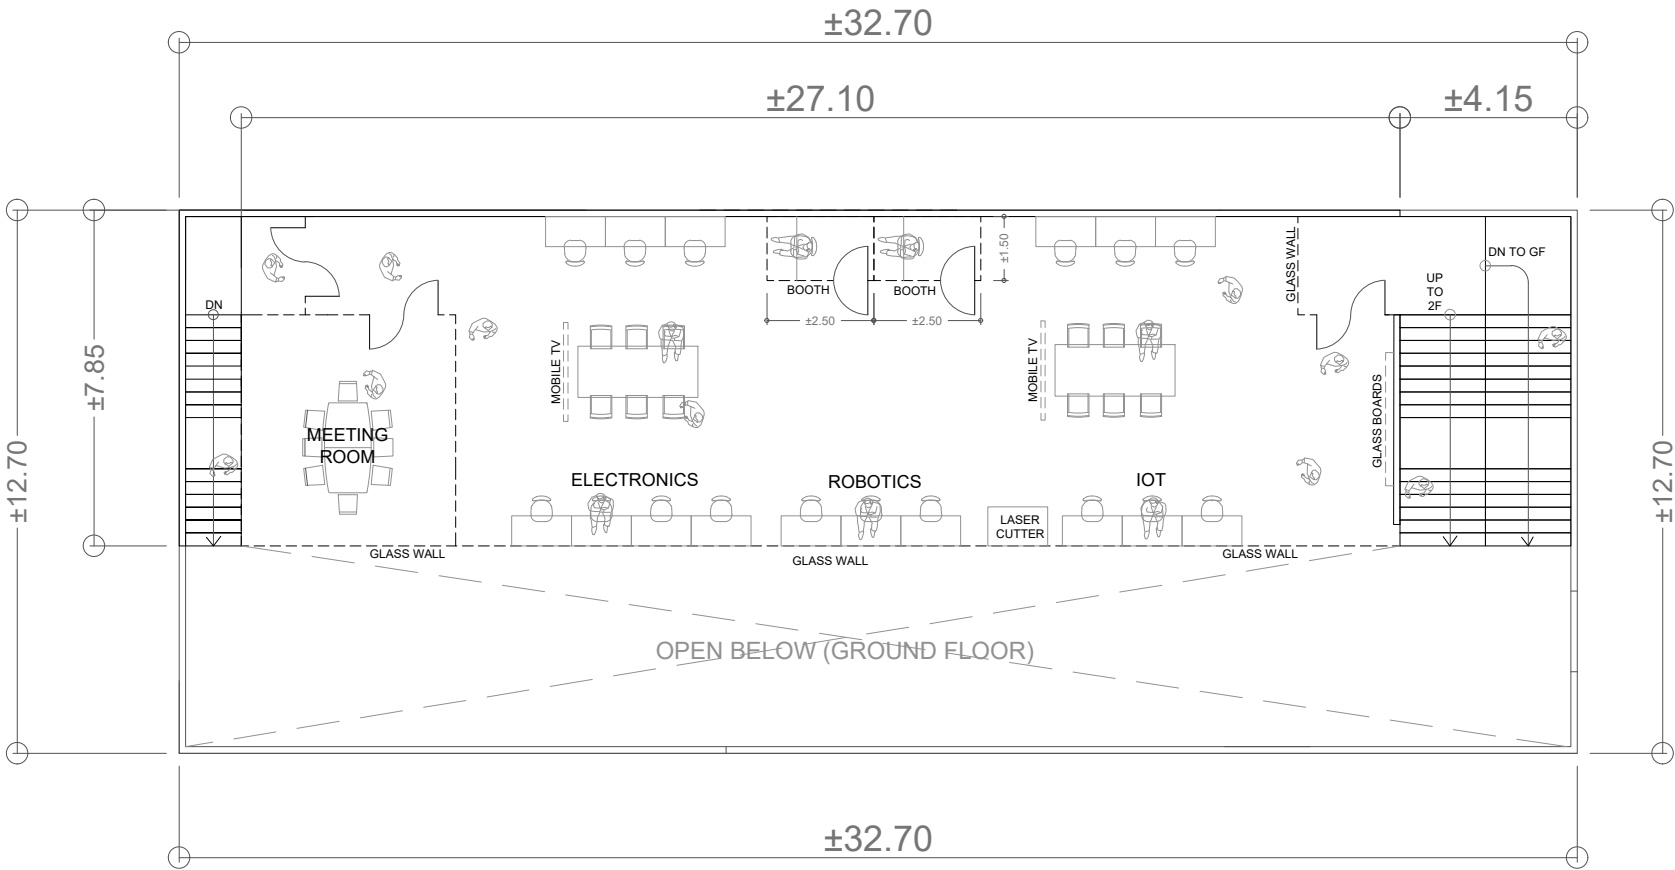 ±32.70
±27.10
±4.15
GLASS WALL
±1.50
DN TO GF
UP
TO
2F
BOOTH
BOOTH
DN
±2.50
±2.50
MOBILE TV
MOBILE TV
±7.85
GLASS BOARDS
MEETING
ROOM
±12.70
±12.70
ELECTRONICS
ROBOTICS
IOT
LASER
CUTTER
GLASS WALL
GLASS WALL
GLASS WALL
OPEN BELOW (GROUND FLOOR)
±32.70